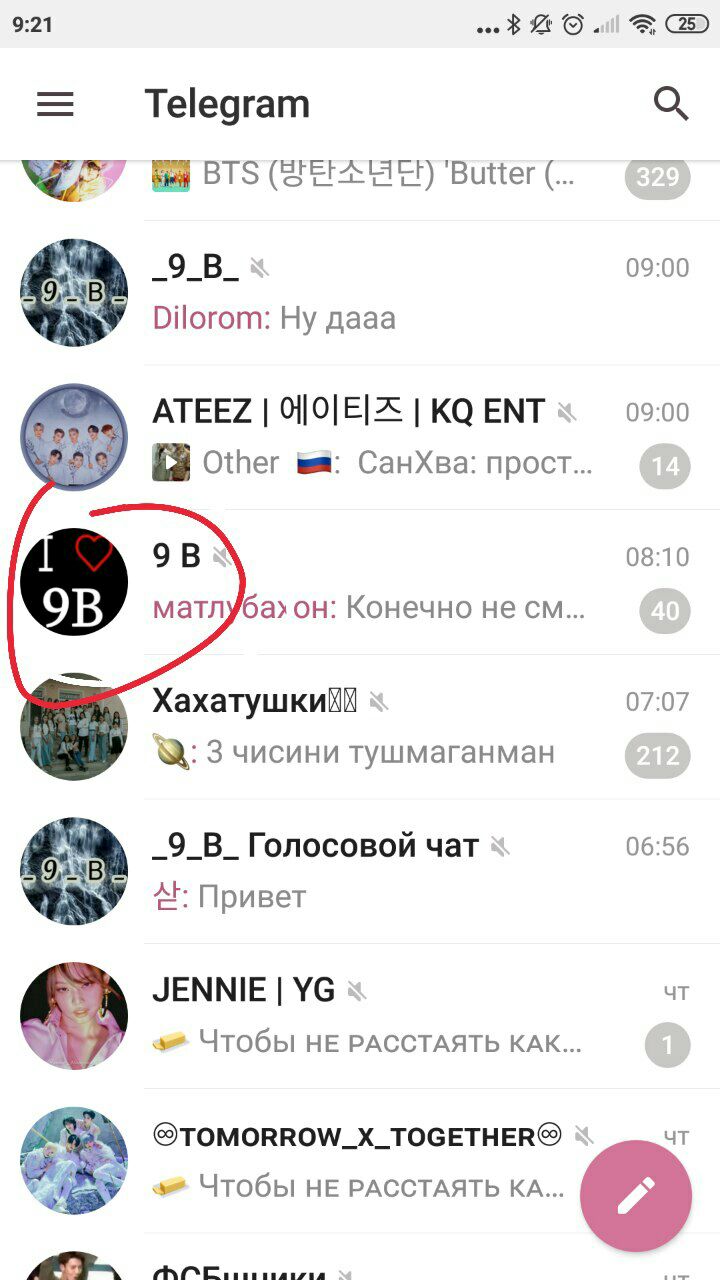 9:21
25
Telegram
BTS (방탄소년단) 'Butter (...
329
_9_B_
09:00
_9_B_
Dilorom: Ну дааа
ATEEZ | 에이티즈 | KQ ENT
09:00
Other 🇷🇺: СанХва: прост...
14
I ♡
9B
9 B
08:10
матлубахон: Конечно не см...
40
Хахатушки
07:07
🪐: 3 чисини тушмаганман
212
_9_B_ Голосовой чат
06:56
_9_B_
삳: Привет
JENNIE | YG
чт
🧈 Чтобы не расстаять как...
1
♾ᴛᴏᴍᴏʀʀᴏᴡ_x_ᴛᴏɢᴇᴛʜᴇʀ♾
чт
🧈 Чтобы не расстаять ка...
ФСБшники
чт